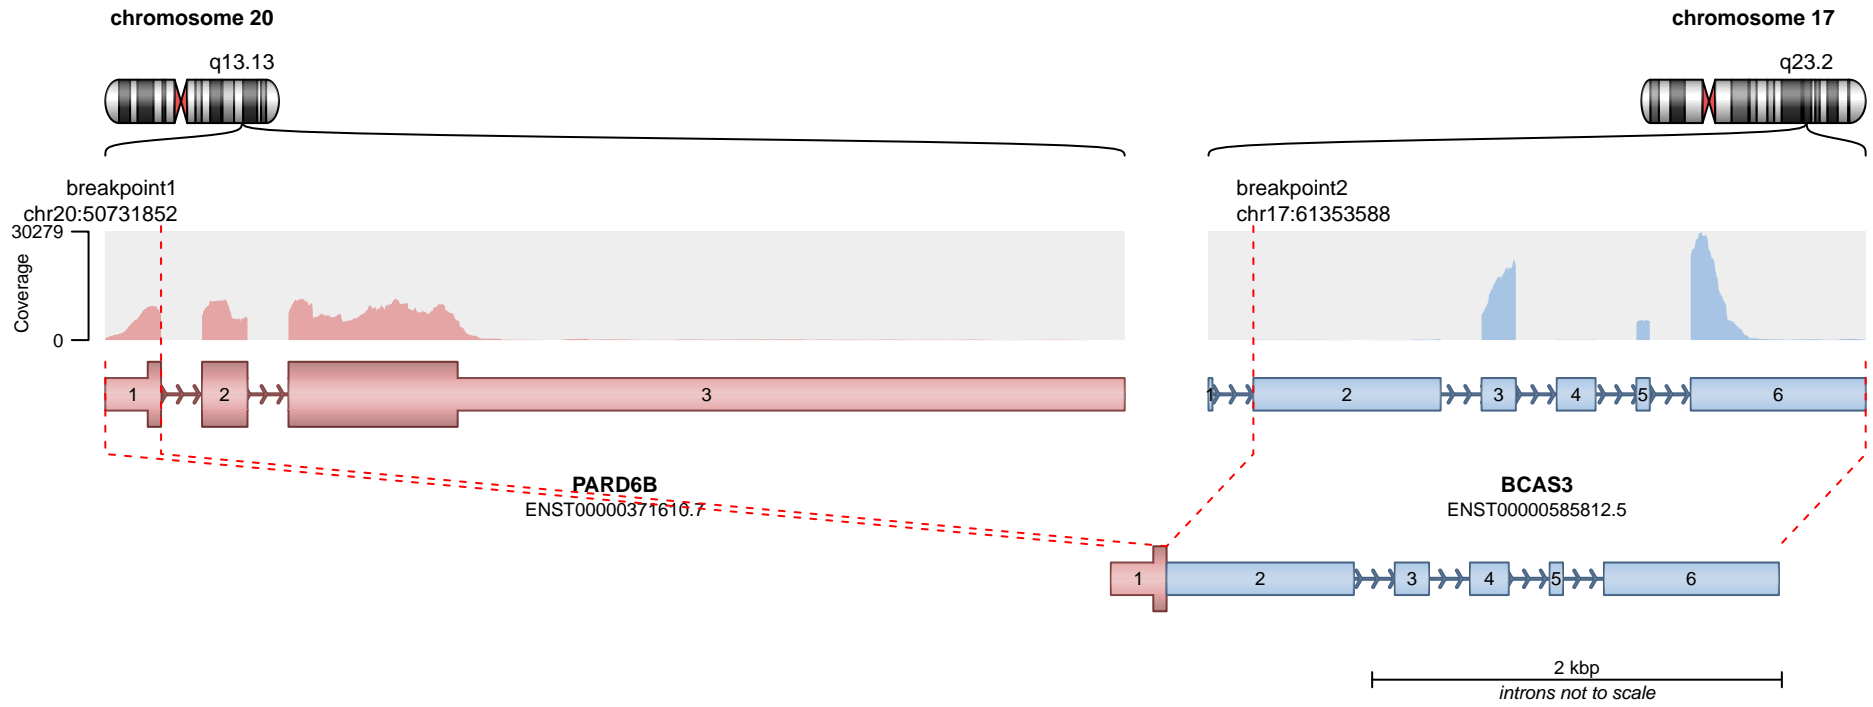 chromosome 20
chromosome 17
q13.13
q23.2
breakpoint1
chr20:50731852
breakpoint2
chr17:61353588
30279
Coverage
0
1
2
3
1
2
3
4
5
6
PARD6B
ENST00000371610.7
BCAS3
ENST00000585812.5
1
2
3
4
5
6
2 kbp
introns not to scale